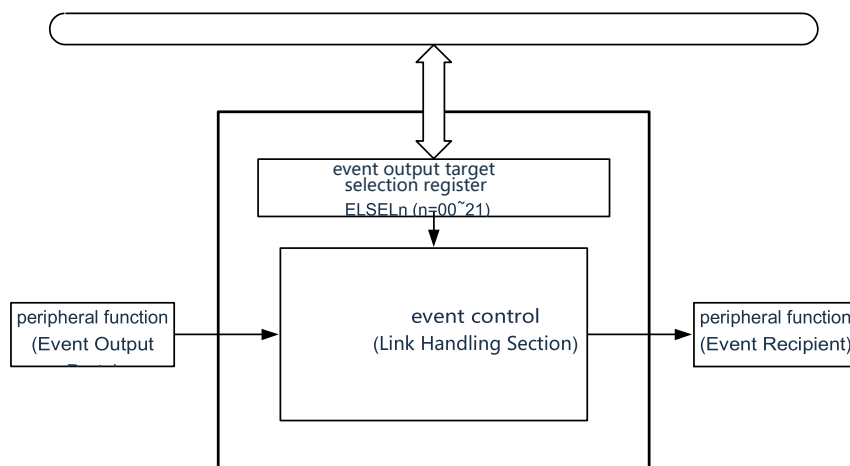 event output target
selection register
ELSELn (n=00~21)
event control
(Link Handling Section)
peripheral function
(Event Output
peripheral function
(Event Recipient)